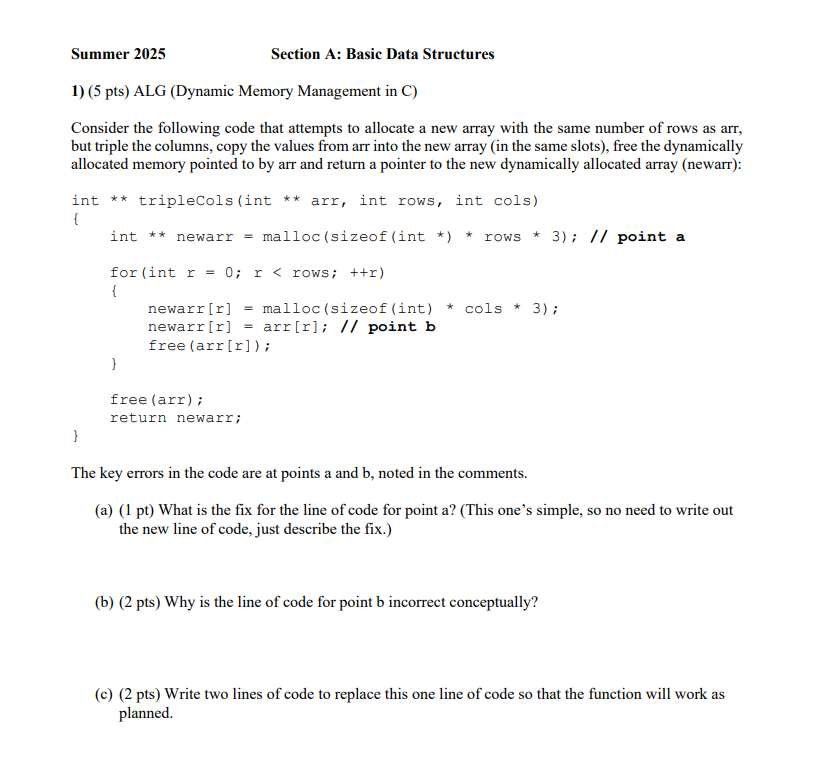 Summer 2025 Section A: Basic Data Structures
1) (5 pts) ALG (Dynamic Memory Management in C)
Consider the following code that attempts to allocate a new array with the same number of rows as arr,
but triple the columns, copy the values from arr into the new array (in the same slots), free the dynamically
allocated memory pointed to by arr and return a pointer to the new dynamically allocated array (newarr):
int ** tripleCols(int ** arr, int rows, int cols)
{
    int ** newarr = malloc(sizeof(int *) * rows * 3); // point a
    for(int r = 0; r < rows; ++r)
    {
        newarr[r] = malloc(sizeof(int) * cols * 3);
        newarr[r] = arr[r]; // point b
        free(arr[r]);
    }
    free(arr);
    return newarr;
}
The key errors in the code are at points a and b, noted in the comments.
(a) (1 pt) What is the fix for the line of code for point a? (This one’s simple, so no need to write out
the new line of code, just describe the fix.)
(b) (2 pts) Why is the line of code for point b incorrect conceptually?
(c) (2 pts) Write two lines of code to replace this one line of code so that the function will work as
planned.